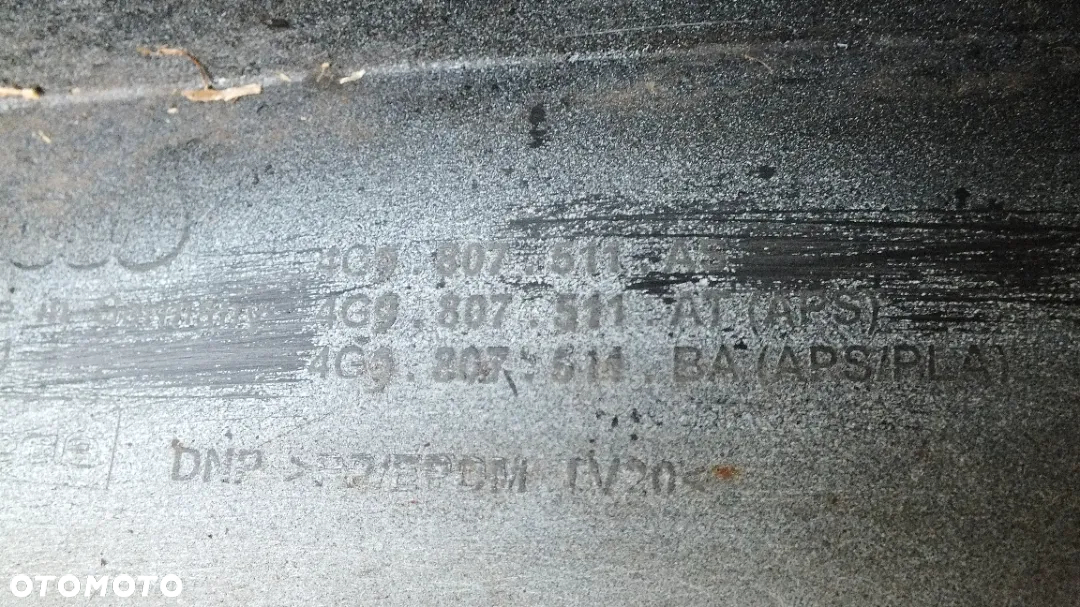 4G9.807.511.AS
4G9.807.511.AT (APS)
4G9.807.511.BA (APS/PLA)
DNP >PP/EPDM TV20<
OTOMOTO